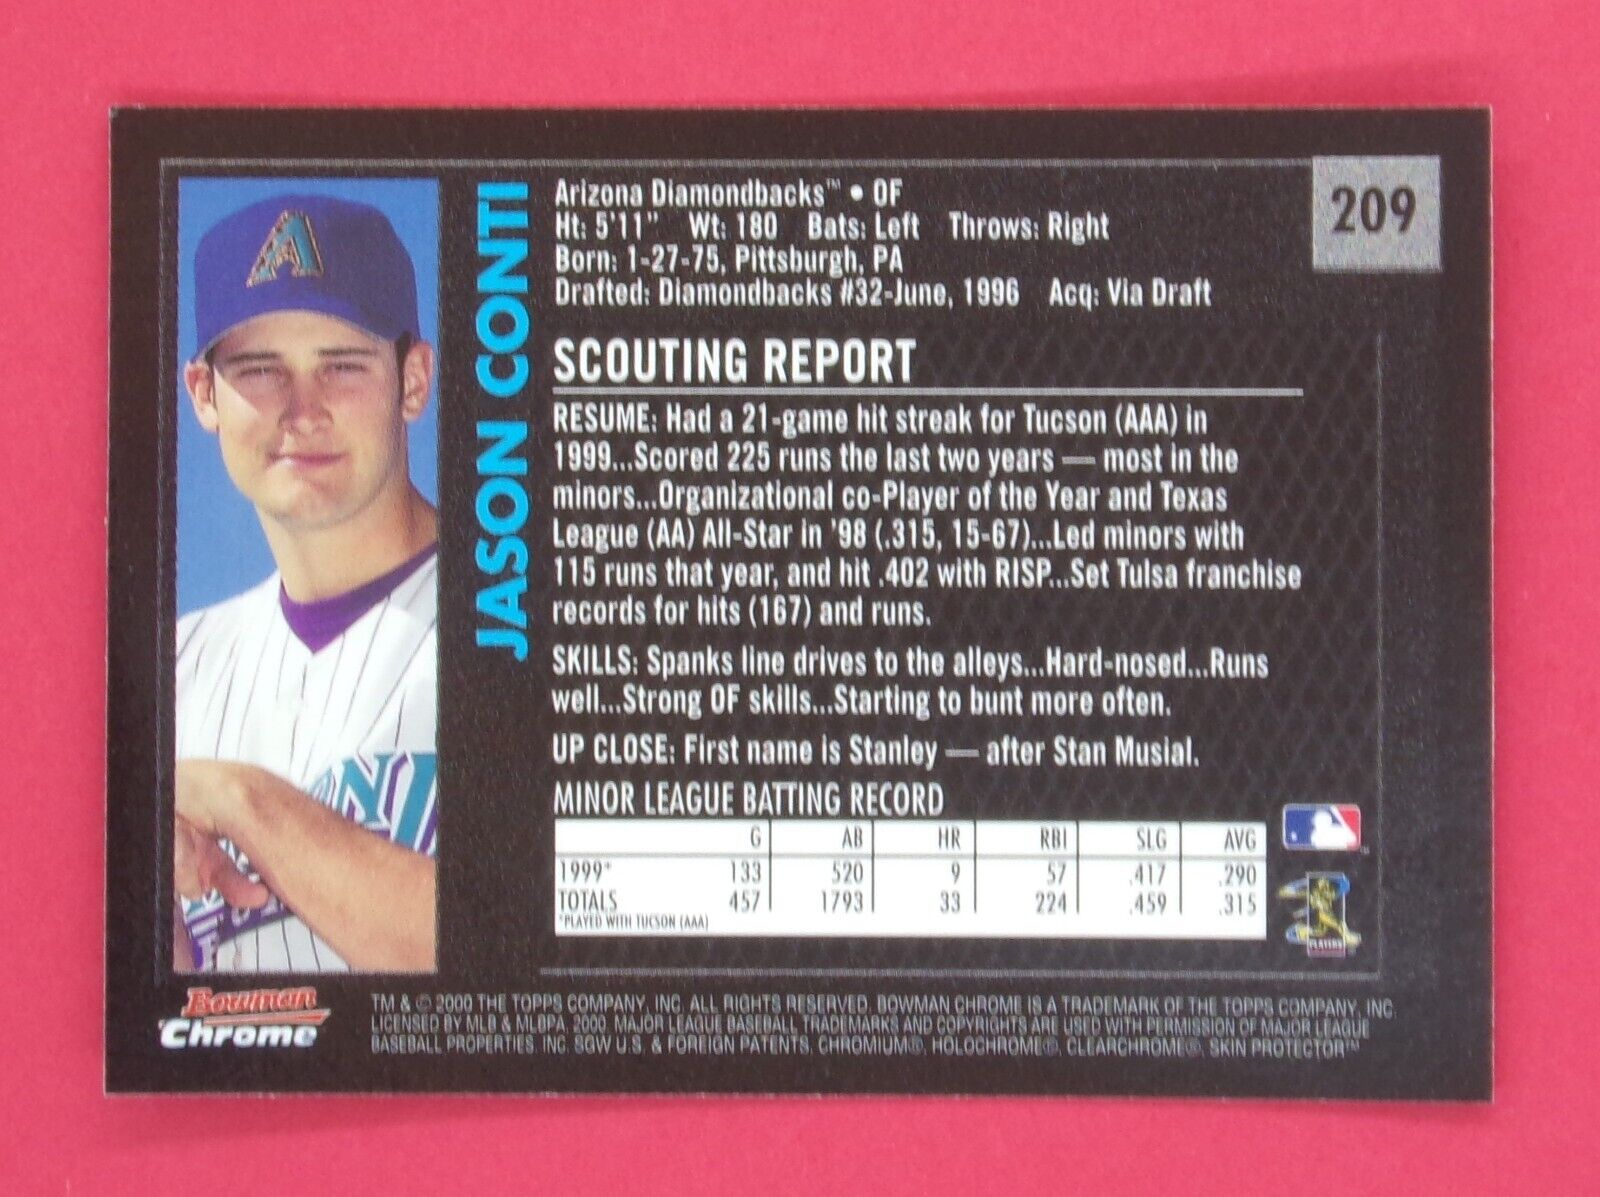 209
JASON CONTI
Arizona Diamondbacks™ • OF
Ht: 5'11" Wt: 180 Bats: Left Throws: Right
Born: 1-27-75, Pittsburgh, PA
Drafted: Diamondbacks #32-June, 1996 Acq: Via Draft
SCOUTING REPORT
RESUME: Had a 21-game hit streak for Tucson (AAA) in
1999...Scored 225 runs the last two years — most in the
minors...Organizational co-Player of the Year and Texas
League (AA) All-Star in '98 (.315, 15-67)...Led minors with
115 runs that year, and hit .402 with RISP...Set Tulsa franchise
records for hits (167) and runs.
SKILLS: Spanks line drives to the alleys...Hard-nosed...Runs
well...Strong OF skills...Starting to bunt more often.
UP CLOSE: First name is Stanley — after Stan Musial.
MINOR LEAGUE BATTING RECORD
G AB HR RBI SLG AVG
1999* 133 520 9 57 .417 .290
TOTALS 457 1793 33 224 .459 .315
*PLAYED WITH TUCSON (AAA)
PLAYERS
Bowman
Chrome
TM & © 2000 THE TOPPS COMPANY, INC. ALL RIGHTS RESERVED. BOWMAN CHROME IS A TRADEMARK OF THE TOPPS COMPANY, INC.
LICENSED BY MLB & MLBPA, 2000. MAJOR LEAGUE BASEBALL TRADEMARKS AND COPYRIGHTS ARE USED WITH PERMISSION OF MAJOR LEAGUE
BASEBALL PROPERTIES, INC. SGW U.S. & FOREIGN PATENTS, CHROMIUM®, HOLOCHROME®, CLEARCHROME®, SKIN PROTECTOR™